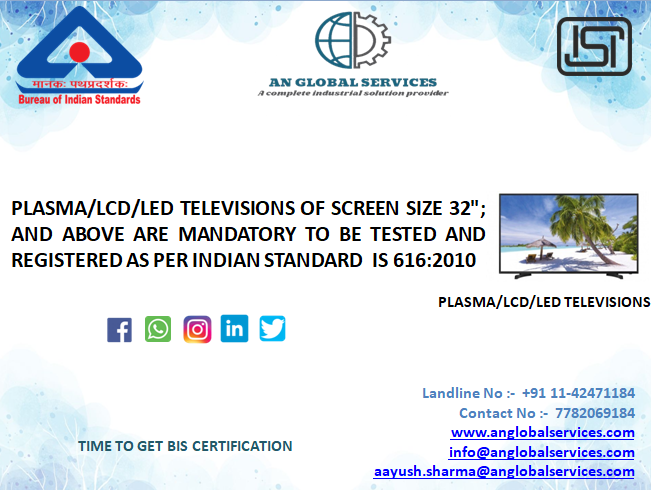 मानकः पथप्रदर्शकः
Bureau of Indian Standards
AN GLOBAL SERVICES
A complete industrial solution provider
ISI
PLASMA/LCD/LED TELEVISIONS OF SCREEN SIZE 32";
AND ABOVE ARE MANDATORY TO BE TESTED AND
REGISTERED AS PER INDIAN STANDARD IS 616:2010
PLASMA/LCD/LED TELEVISIONS
Landline No :- +91 11-42471184
Contact No :- 7782069184
www.anglobalservices.com
info@anglobalservices.com
aayush.sharma@anglobalservices.com
TIME TO GET BIS CERTIFICATION